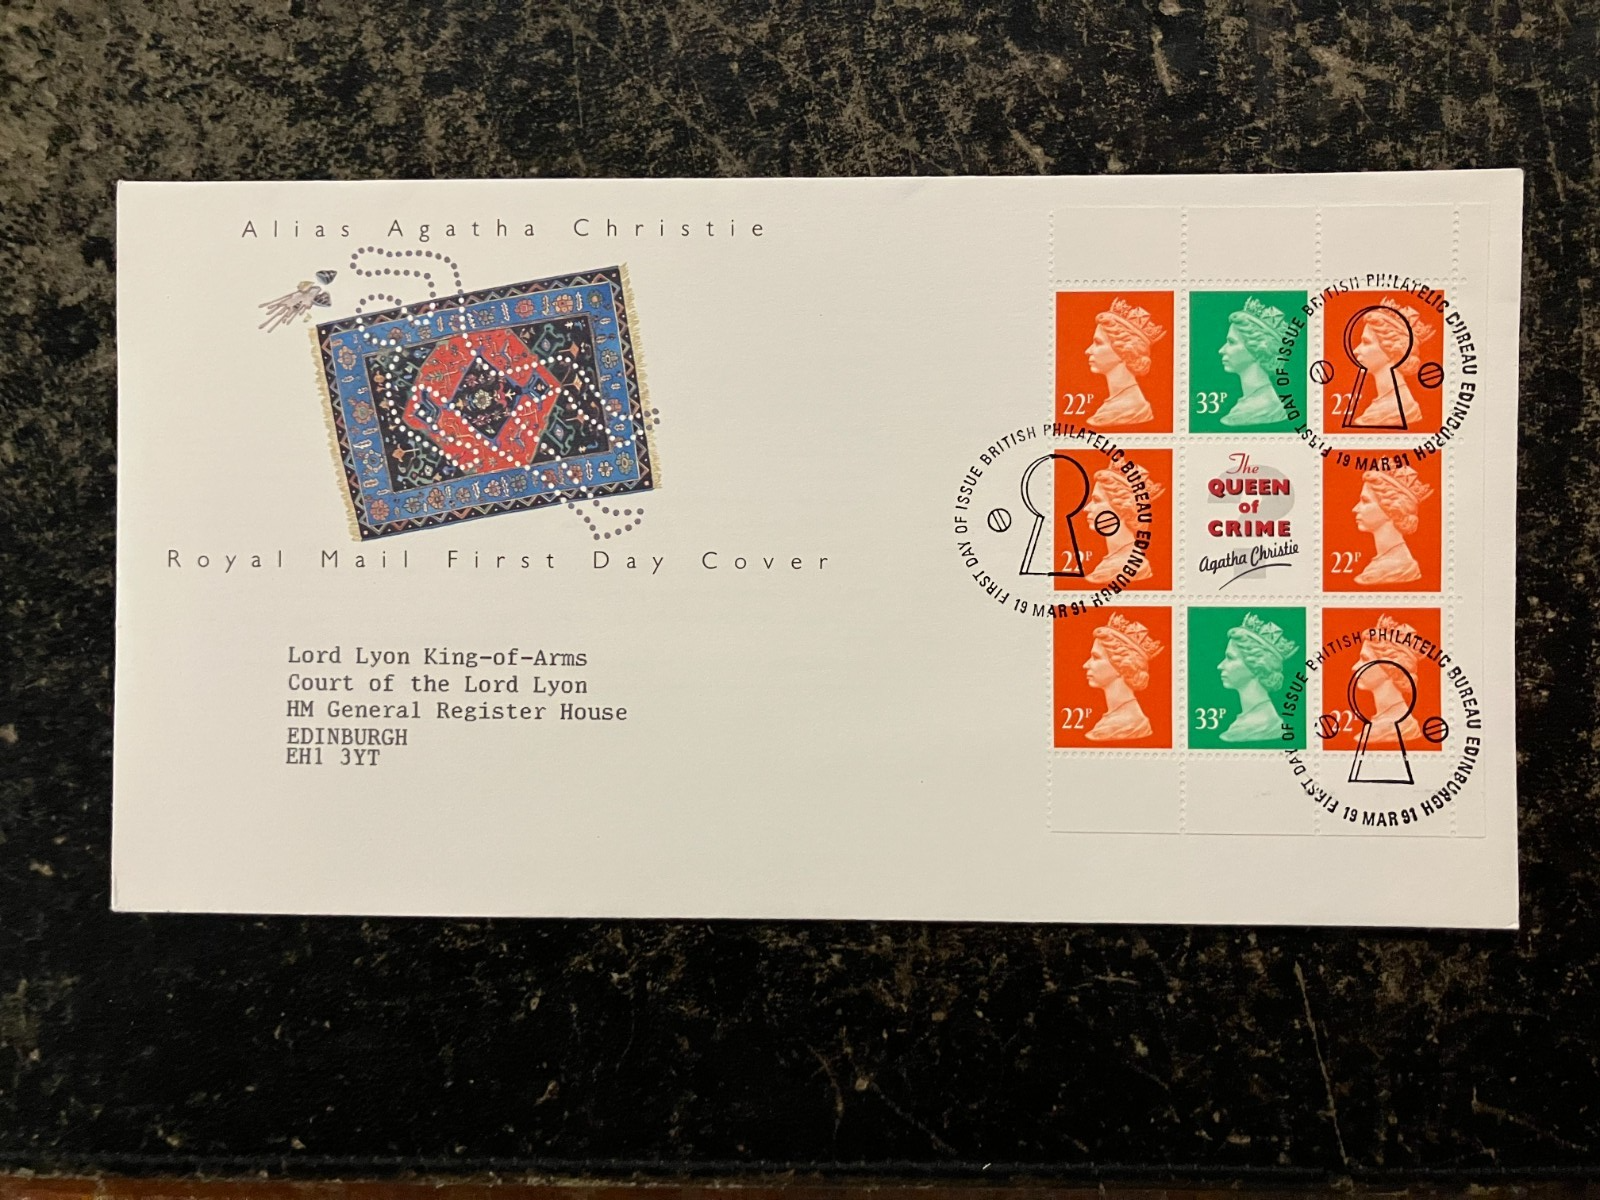 Alias Agatha Christie
Royal Mail First Day Cover
Lord Lyon King-of-Arms
Court of the Lord Lyon
HM General Register House
EDINBURGH
EH1 3YT
22P
33P
22
22P
The
QUEEN
of
CRIME
Agatha Christie
22P
22P
33P
22P
FIRST DAY OF ISSUE BRITISH PHILATELIC BUREAU EDINBURGH
19 MAR 91
FIRST DAY OF ISSUE BRITISH PHILATELIC BUREAU EDINBURGH
19 MAR 91
FIRST DAY OF ISSUE BRITISH PHILATELIC BUREAU EDINBURGH
19 MAR 91